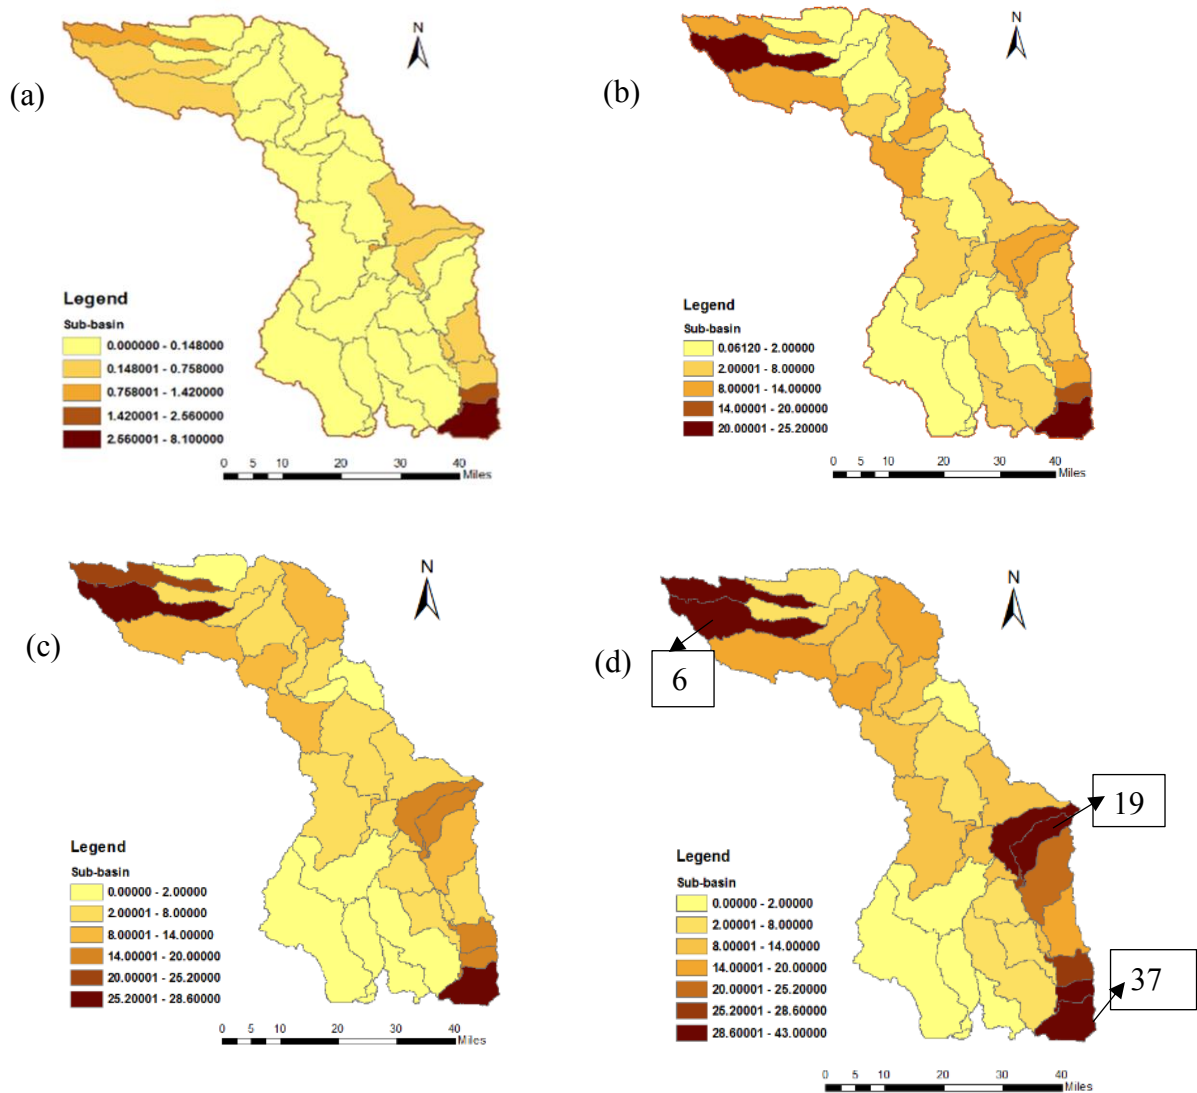 (a)
N
Legend
Sub-basin
0.000000 - 0.148000
0.148001 - 0.758000
0.758001 - 1.420000
1.420001 - 2.560000
2.560001 - 8.100000
0 5 10 20 30 40
Miles
(b)
N
Legend
Sub-basin
0.06120 - 2.00000
2.00001 - 8.00000
8.00001 - 14.00000
14.00001 - 20.00000
20.00001 - 25.20000
0 5 10 20 30 40
Miles
(c)
N
Legend
Sub-basin
0.00000 - 2.00000
2.00001 - 8.00000
8.00001 - 14.00000
14.00001 - 20.00000
20.00001 - 25.20000
25.20001 - 28.60000
0 5 10 20 30 40
Miles
(d)
N
6
19
37
Legend
Sub-basin
0.00000 - 2.00000
2.00001 - 8.00000
8.00001 - 14.00000
14.00001 - 20.00000
20.00001 - 25.20000
25.20001 - 28.60000
28.60001 - 43.00000
0 5 10 20 30 40
Miles